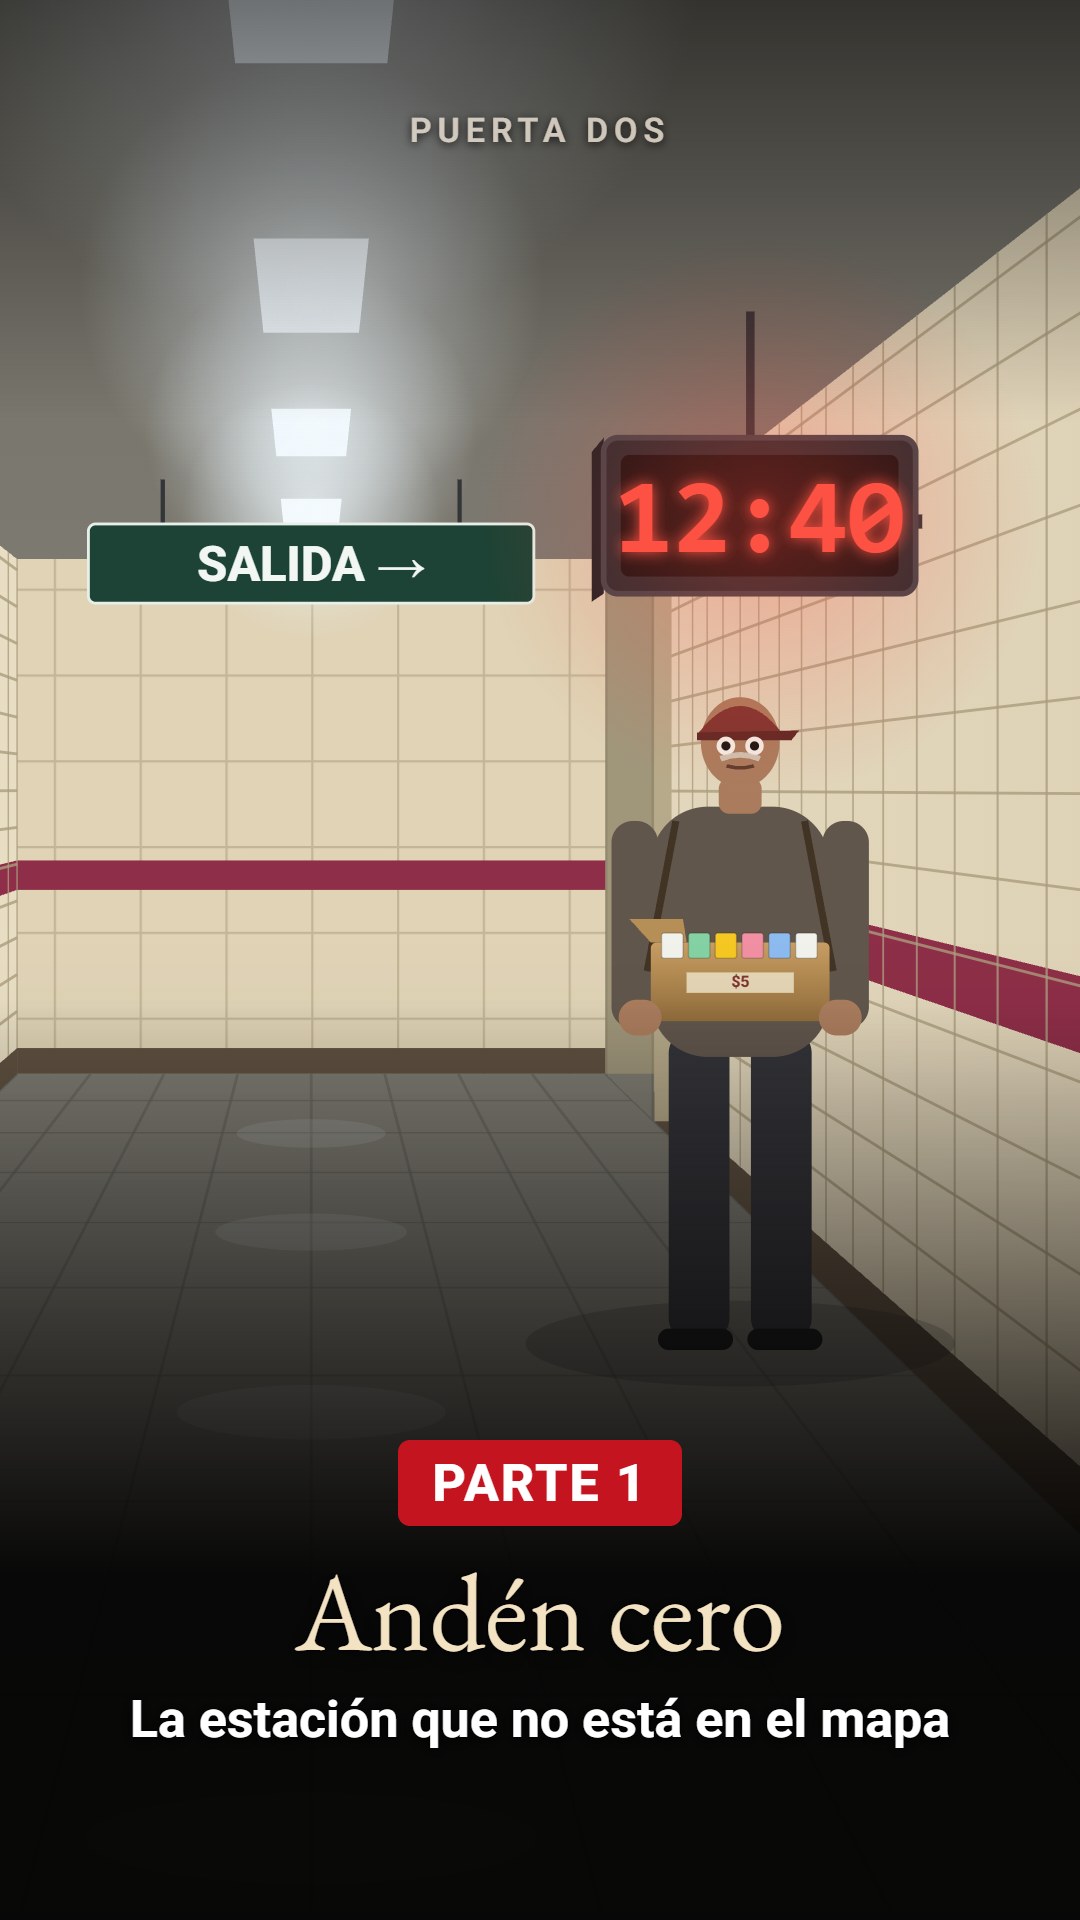 PUERTA DOS
12:40
SALIDA →
$5
PARTE 1
Andén cero
La estación que no está en el mapa